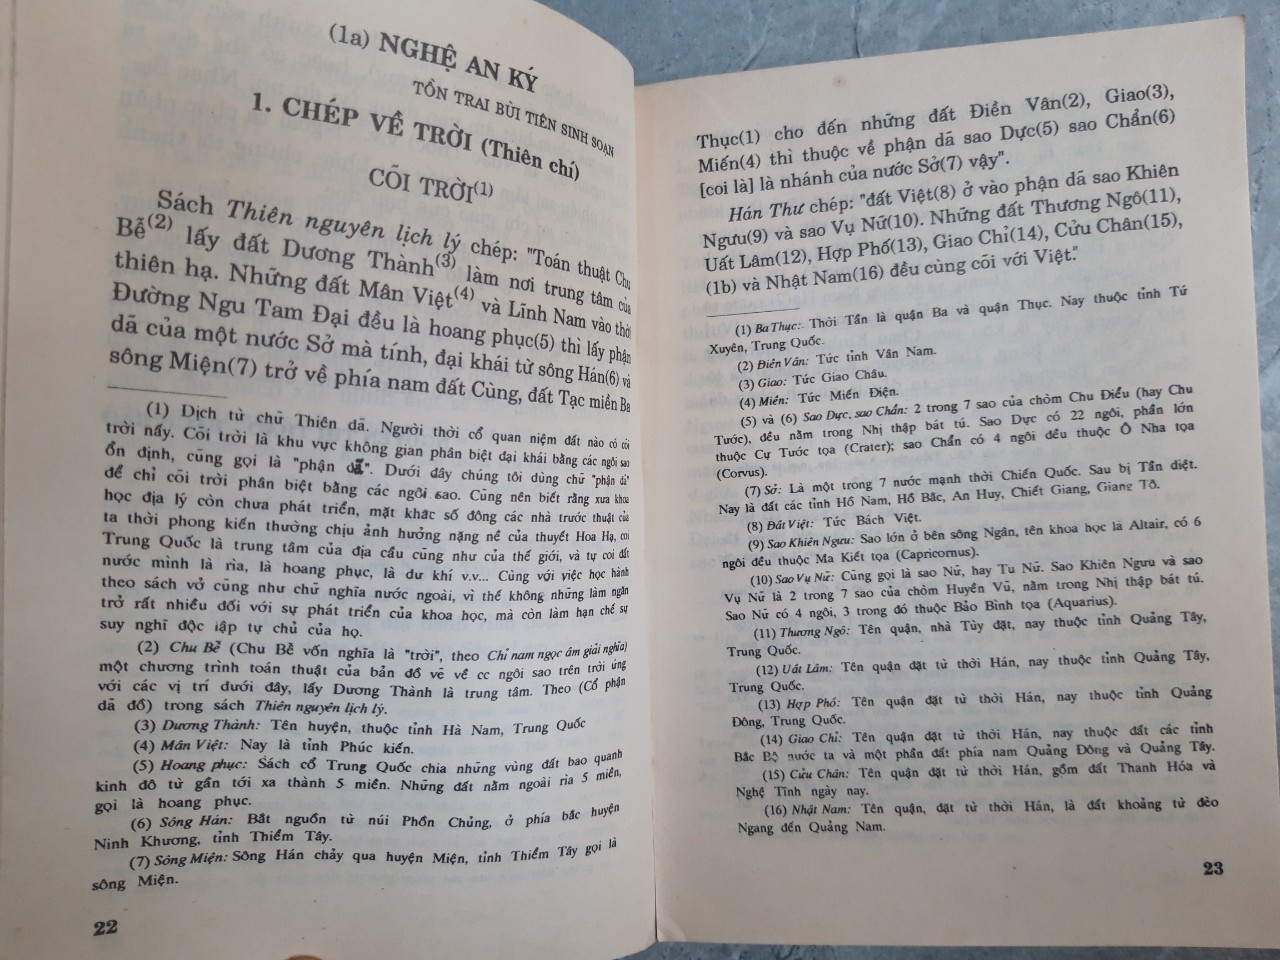 (1a) NGHỆ AN KÝ
TỒN TRAI BÙI TIÊN SINH SOẠN
1. CHÉP VỀ TRỜI (Thiên chí)
CÕI TRỜI(1)
Sách Thiên nguyên lịch lý chép: "Toán thuật Chu
Bễ(2) lấy đất Dương Thành(3) làm nơi trung tâm của
thiên hạ. Những đất Mân Việt(4) và Lĩnh Nam vào thời
Đường Ngu Tam Đại đều là hoang phục(5) thì lấy phận
dã của một nước Sở mà tính, đại khái từ sông Hán(6) và
sông Miện(7) trở về phía nam đất Cùng, đất Tạc miền Ba
(1) Dịch từ chữ Thiên dã. Người thời cổ quan niệm đất nào có cõi
trời nấy. Cõi trời là khu vực không gian phân biệt đại khái bằng các ngôi sao
ổn định, cũng gọi là "phận dã". Dưới đây chúng tôi dùng chữ "phận dã"
để chỉ cõi trời phân biệt bằng các ngôi sao. Cũng nên biết rằng xưa khoa
học địa lý còn chưa phát triển, mặt khác số đông các nhà trước thuật của
ta thời phong kiến thường chịu ảnh hưởng nặng nề của thuyết Hoa Hạ, coi
Trung Quốc là trung tâm của địa cầu cũng như của thế giới, và tự coi đất
nước mình là rìa, là hoang phục, là dư khí v.v... Cùng với việc học hành
theo sách vở cũng như chữ nghĩa nước ngoài, vì thế không những làm ngăn
trở rất nhiều đối với sự phát triển của khoa học, mà còn làm hạn chế sự
suy nghĩ độc lập tự chủ của họ.
(2) Chu Bễ (Chu Bễ vốn nghĩa là "trời", theo Chỉ nam ngọc âm giải nghĩa)
một chương trình toán thuật của bản đồ vẽ về cc ngôi sao trên trời ứng
với các vị trí dưới đây, lấy Dương Thành là trung tâm. Theo (Cổ phận
dã đồ) trong sách Thiên nguyên lịch lý.
(3) Dương Thành: Tên huyện, thuộc tỉnh Hà Nam, Trung Quốc
(4) Mân Việt: Nay là tỉnh Phúc kiến.
(5) Hoang phục: Sách cổ Trung Quốc chia những vùng đất bao quanh
kinh đô từ gần tới xa thành 5 miền. Những đất nằm ngoài rìa 5 miền,
gọi là hoang phục.
(6) Sông Hán: Bắt nguồn từ núi Phồn Chủng, ở phía bắc huyện
Ninh Khương, tỉnh Thiểm Tây.
(7) Sông Miện: Sông Hán chảy qua huyện Miện, tỉnh Thiểm Tây gọi là
sông Miện.
22
Thục(1) cho đến những đất Điền Vân(2), Giao(3),
Miến(4) thì thuộc về phận dã sao Dực(5) sao Chẩn(6)
[coi là] là nhánh của nước Sở(7) vậy".
Hán Thư chép: "đất Việt(8) ở vào phận dã sao Khiên
Ngưu(9) và sao Vụ Nữ(10). Những đất Thương Ngô(11),
Uất Lâm(12), Hợp Phố(13), Giao Chỉ(14), Cửu Chân(15),
(1b) và Nhật Nam(16) đều cùng cõi với Việt."
(1) Ba Thục: Thời Tần là quận Ba và quận Thục. Nay thuộc tỉnh Tứ
Xuyên, Trung Quốc.
(2) Điền Vân: Tức tỉnh Vân Nam.
(3) Giao: Tức Giao Châu.
(4) Miến: Tức Miến Điện.
(5) và (6) Sao Dực, sao Chẩn: 2 trong 7 sao của chòm Chu Điểu (hay Chu
Tước), đều nằm trong Nhị thập bát tú. Sao Dực có 22 ngôi, phần lớn
thuộc Cự Tước tọa (Crater); sao Chẩn có 4 ngôi đều thuộc Ô Nha tọa
(Corvus).
(7) Sở: Là một trong 7 nước mạnh thời Chiến Quốc. Sau bị Tần diệt.
Nay là đất các tỉnh Hồ Nam, Hồ Bắc, An Huy, Chiết Giang, Giang Tô.
(8) Đất Việt: Tức Bách Việt.
(9) Sao Khiên Ngưu: Sao lớn ở bên sông Ngân, tên khoa học là Altair, có 6
ngôi đều thuộc Ma Kiết tọa (Capricornus).
(10) Sao Vụ Nữ: Cũng gọi là sao Nữ, hay Tu Nữ. Sao Khiên Ngưu và sao
Vụ Nữ là 2 trong 7 sao của chòm Huyền Vũ, nằm trong Nhị thập bát tú.
Sao Nữ có 4 ngôi, 3 trong đó thuộc Bảo Bình tọa (Aquarius).
(11) Thương Ngô: Tên quận, nhà Tùy đặt, nay thuộc tỉnh Quảng Tây,
Trung Quốc.
(12) Uất Lâm: Tên quận đặt từ thời Hán, nay thuộc tỉnh Quảng Tây,
Trung Quốc.
(13) Hợp Phố: Tên quận đặt từ thời Hán, nay thuộc tỉnh Quảng
Đông, Trung Quốc.
(14) Giao Chỉ: Tên quận đặt từ thời Hán, nay thuộc đất các tỉnh
Bắc Bộ nước ta và một phần đất phía nam Quảng Đông và Quảng Tây.
(15) Cửu Chân: Tên quận đặt từ thời Hán, gồm đất Thanh Hóa và
Nghệ Tĩnh ngày nay.
(16) Nhật Nam: Tên quận, đặt từ thời Hán, là đất khoảng từ đèo
Ngang đến Quảng Nam.
23